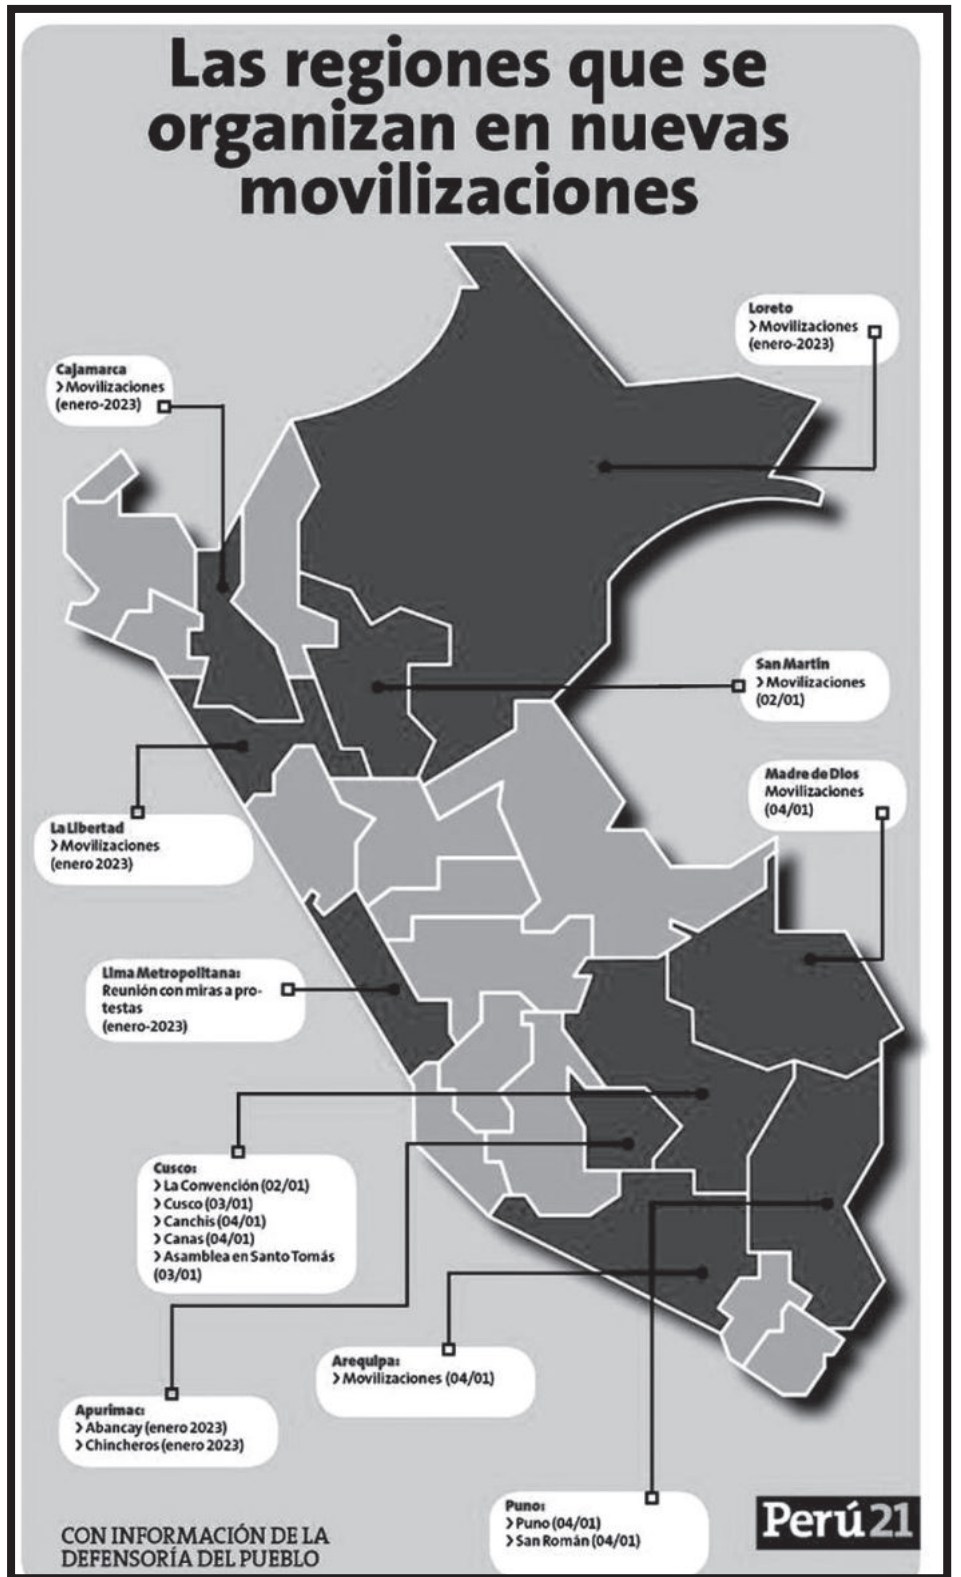 Las regiones que se
organizan en nuevas
movilizaciones
Loreto
> Movilizaciones
(enero-2023)
Cajamarca
> Movilizaciones
(enero-2023)
San Martín
> Movilizaciones
(02/01)
Madre de Dios
Movilizaciones
(04/01)
La Libertad
> Movilizaciones
(enero 2023)
Lima Metropolitana:
Reunión con miras a pro-
testas
(enero-2023)
Cusco:
> La Convención (02/01)
> Cusco (03/01)
> Canchis (04/01)
> Canas (04/01)
> Asamblea en Santo Tomás
(03/01)
Arequipa:
> Movilizaciones (04/01)
Apurimac:
> Abancay (enero 2023)
> Chincheros (enero 2023)
Puno:
> Puno (04/01)
> San Román (04/01)
CON INFORMACIÓN DE LA
DEFENSORÍA DEL PUEBLO
Perú21